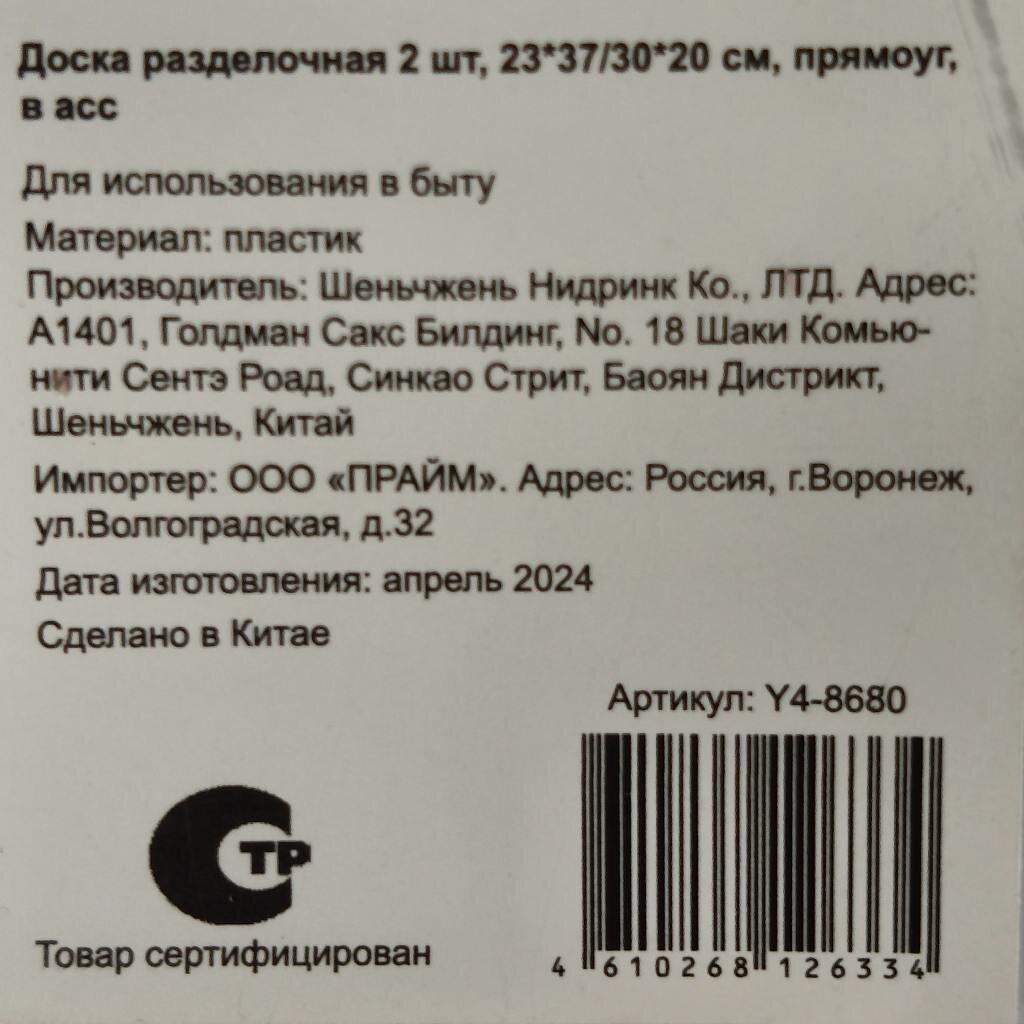 Доска разделочная 2 шт, 23*37/30*20 см, прямоуг,
в асс
Для использования в быту
Материал: пластик
Производитель: Шеньчжень Нидринк Ко., ЛТД. Адрес:
А1401, Голдман Сакс Билдинг, No. 18 Шаки Комью-
нити Сентэ Роад, Синкао Стрит, Баоян Дистрикт,
Шеньчжень, Китай
Импортер: ООО «ПРАЙМ». Адрес: Россия, г.Воронеж,
ул.Волгоградская, д.32
Дата изготовления: апрель 2024
Сделано в Китае
Артикул: Y4-8680
4 610268 126334
СТР
Товар сертифицирован